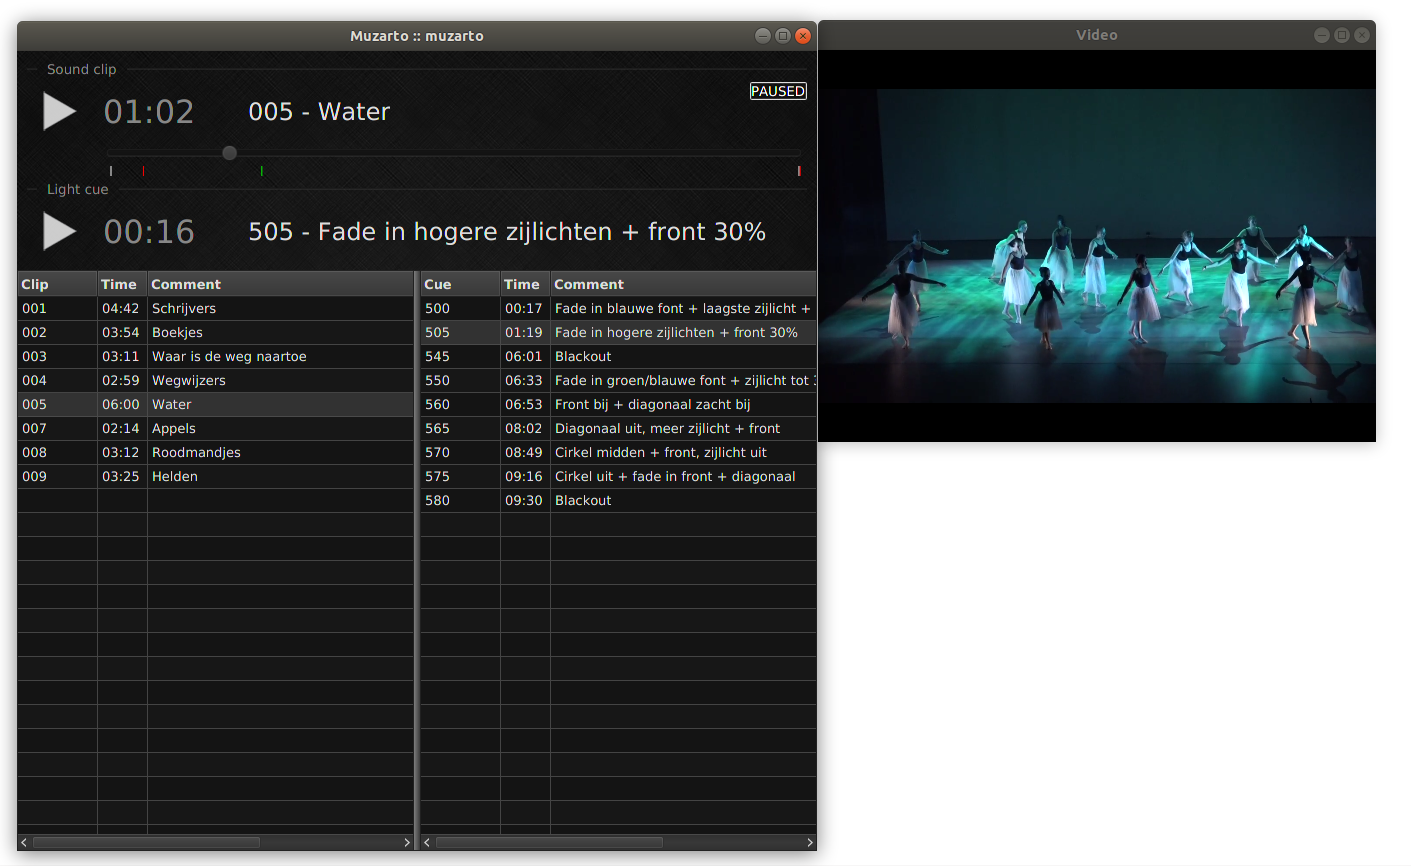 Muzarto :: muzarto
Sound clip
PAUSED
01:02 005 - Water
Light cue
00:16 505 - Fade in hogere zijlichten + front 30%
Clip Time Comment
001 04:42 Schrijvers
002 03:54 Boekjes
003 03:11 Waar is de weg naartoe
004 02:59 Wegwijzers
005 06:00 Water
007 02:14 Appels
008 03:12 Roodmandjes
009 03:25 Helden
Cue Time Comment
500 00:17 Fade in blauwe font + laagste zijlicht +
505 01:19 Fade in hogere zijlichten + front 30%
545 06:01 Blackout
550 06:33 Fade in groen/blauwe font + zijlicht tot
560 06:53 Front bij + diagonaal zacht bij
565 08:02 Diagonaal uit, meer zijlicht + front
570 08:49 Cirkel midden + front, zijlicht uit
575 09:16 Cirkel uit + fade in front + diagonaal
580 09:30 Blackout
Video